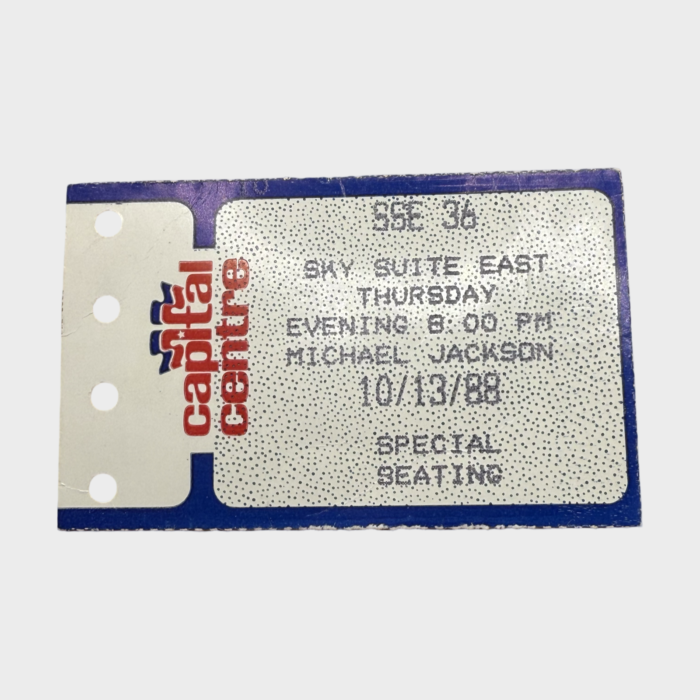 SSE 36
SKY SUITE EAST
THURSDAY
EVENING 8:00 PM
MICHAEL JACKSON
10/13/88
SPECIAL
SEATING
capital
centre